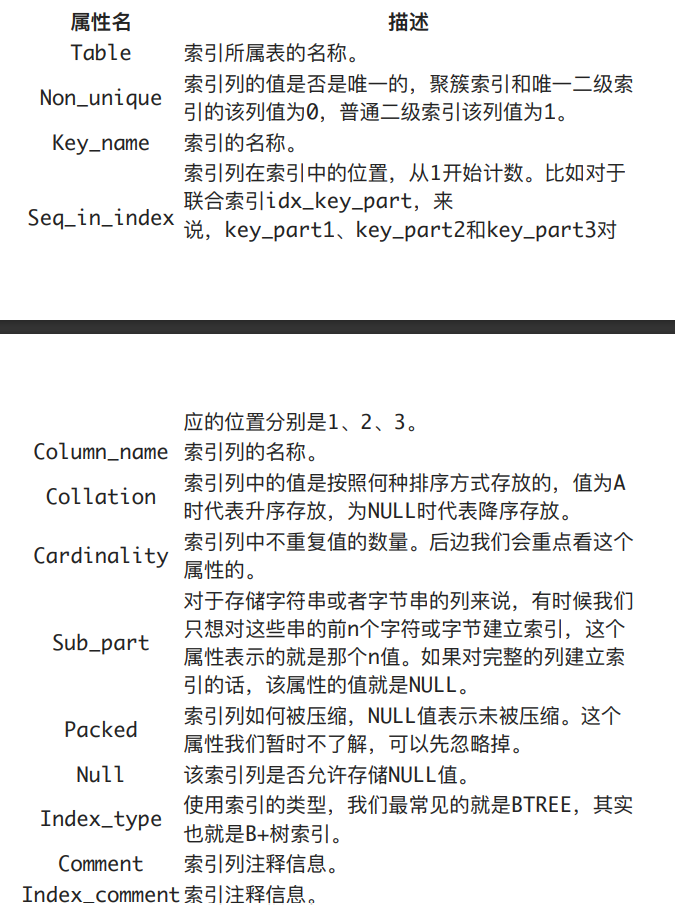 属性名 描述
Table 索引所属表的名称。
Non_unique 索引列的值是否是唯一的，聚簇索引和唯一二级索
引的该列值为0，普通二级索引该列值为1。
Key_name 索引的名称。
索引列在索引中的位置，从1开始计数。比如对于
联合索引idx_key_part，来
Seq_in_index 说，key_part1、key_part2和key_part3对
应的位置分别是1、2、3。
Column_name 索引列的名称。
Collation 索引列中的值是按照何种排序方式存放的，值为A
时代表升序存放，为NULL时代表降序存放。
Cardinality 索引列中不重复值的数量。后边我们会重点看这个
属性的。
对于存储字符串或者字节串的列来说，有时候我们
只想对这些串的前n个字符或字节建立索引，这个
Sub_part 属性表示的就是那个n值。如果对完整的列建立索
引的话，该属性的值就是NULL。
Packed 索引列如何被压缩，NULL值表示未被压缩。这个
属性我们暂时不了解，可以先忽略掉。
Null 该索引列是否允许存储NULL值。
Index_type 使用索引的类型，我们最常见的就是BTREE，其实
也就是B+树索引。
Comment 索引列注释信息。
Index_comment 索引注释信息。